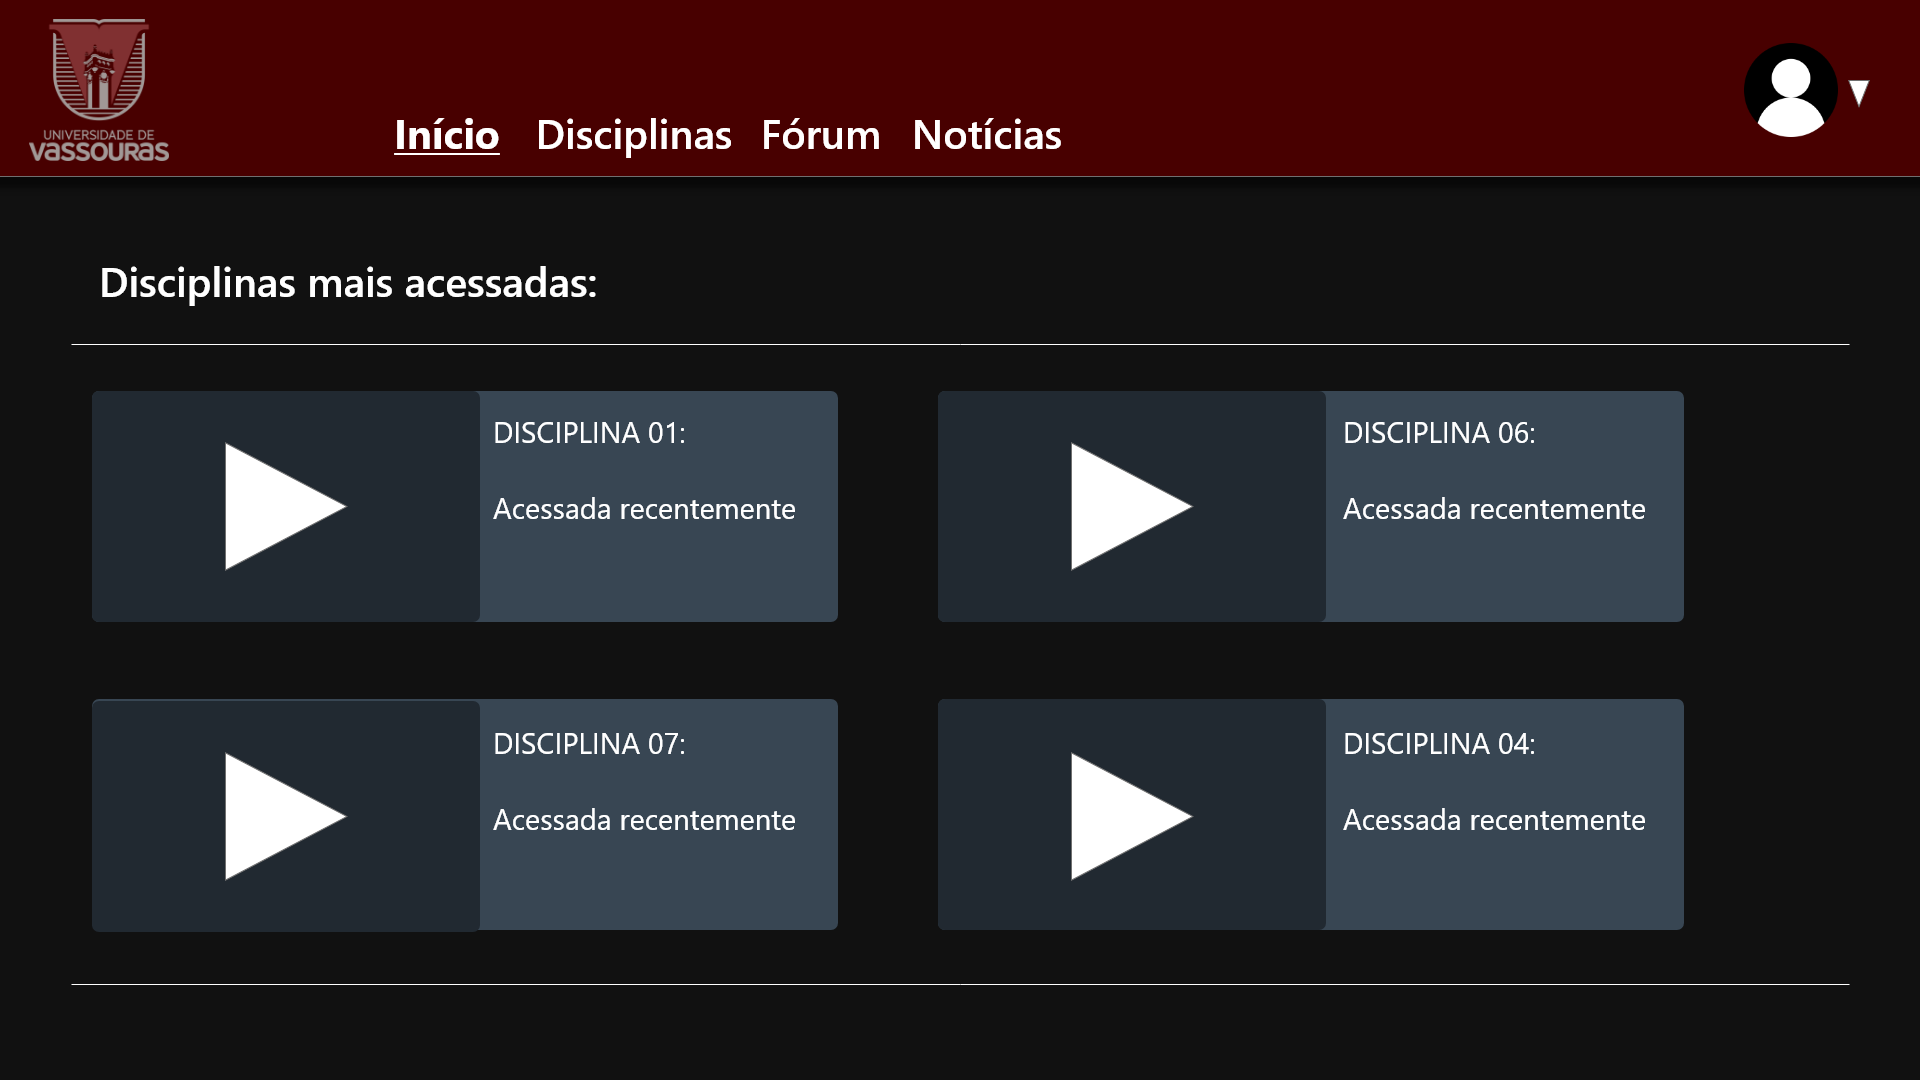 UNIVERSIDADE DE
VASSOURAS
Início Disciplinas Fórum Notícias
Disciplinas mais acessadas:
DISCIPLINA 01:
Acessada recentemente
DISCIPLINA 06:
Acessada recentemente
DISCIPLINA 07:
Acessada recentemente
DISCIPLINA 04:
Acessada recentemente